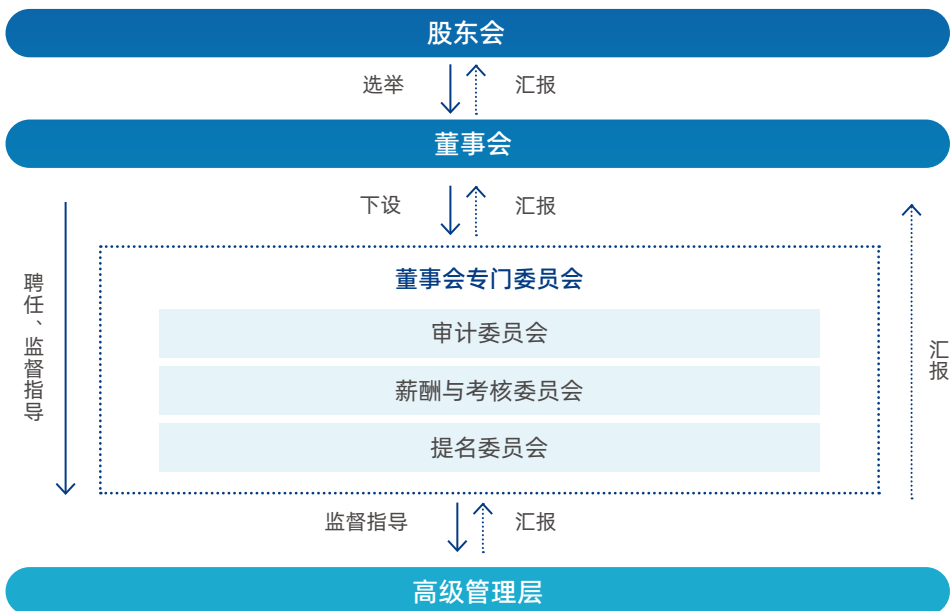 股东会
选举
汇报
董事会
下设
汇报
聘任、监督指导
董事会专门委员会
审计委员会
薪酬与考核委员会
提名委员会
汇报
监督指导
汇报
高级管理层